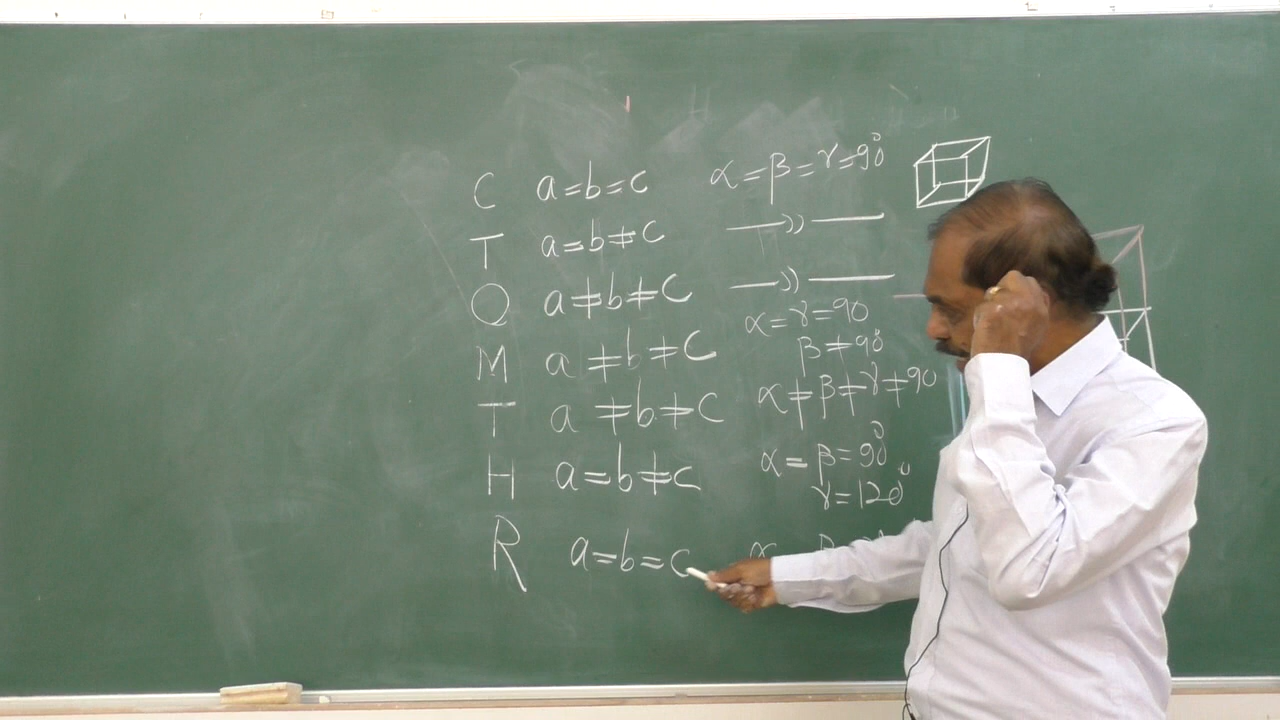 C a=b=c α=β=γ=90°
T a=b≠c —〃—
O a≠b≠c —〃—
M a≠b≠c α=γ=90
β≠90°
T a≠b≠c α≠β≠γ≠90
H a=b≠c α=β=90°
γ=120°
R a=b=c α β